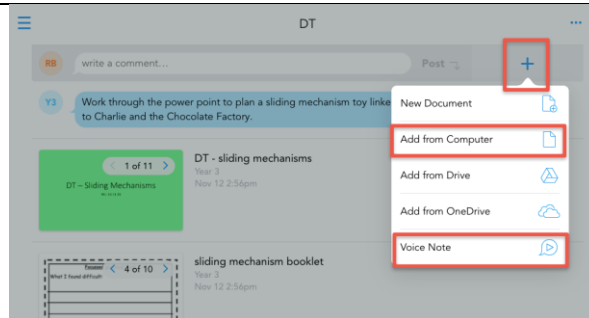 DT
RB
write a comment...
Post
Y3
Work through the power point to plan a sliding mechanism toy linke
to Charlie and the Chocolate Factory.
New Document
Add from Computer
Add from Drive
Add from OneDrive
Voice Note
1 of 11
DT – Sliding Mechanisms
DT - sliding mechanisms
Year 3
Nov 12 2:56pm
4 of 10
What I found difficult
sliding mechanism booklet
Year 3
Nov 12 2:56pm